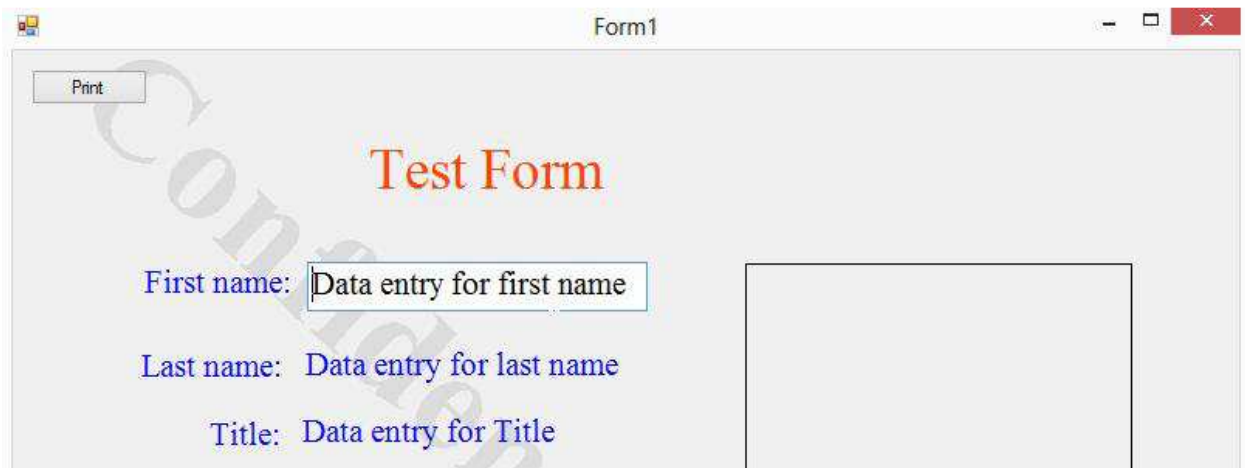 Form1
Print
Test Form
First name: Data entry for first name
Last name: Data entry for last name
Title: Data entry for Title
Confiden